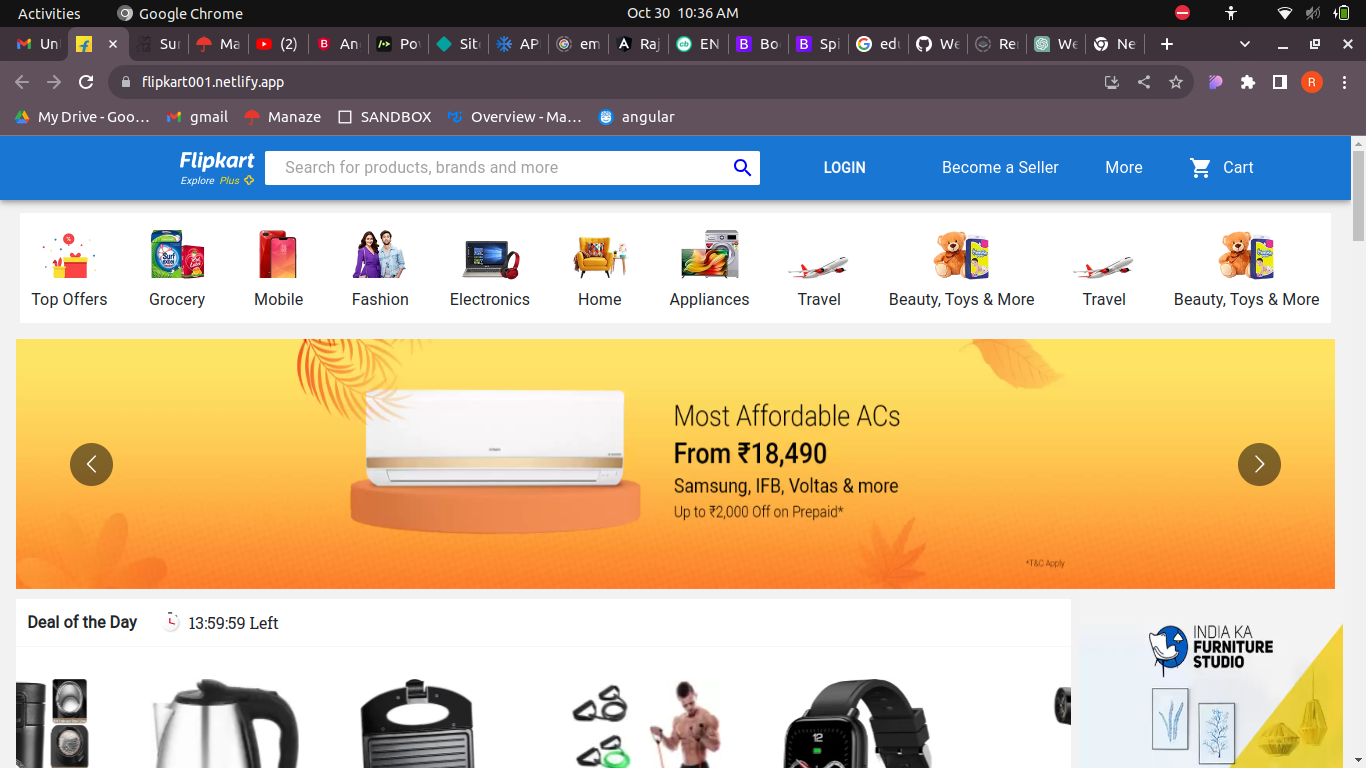 Activities
Google Chrome
Oct 30 10:36 AM
Un
Sur
Ma
(2)
An
Po
Sit
AP
em
Raj
EN
Bo
Spi
edu
We
Re
We
Ne
flipkart001.netlify.app
R
My Drive - Goo...
gmail
Manaze
SANDBOX
Overview - Ma...
angular
Flipkart
Explore Plus
Search for products, brands and more
LOGIN
Become a Seller
More
Cart
Top Offers
Grocery
Mobile
Fashion
Electronics
Home
Appliances
Travel
Beauty, Toys & More
Travel
Beauty, Toys & More
Most Affordable ACs
From ₹18,490
Samsung, IFB, Voltas & more
Up to ₹2,000 Off on Prepaid*
*T&C Apply
Deal of the Day
13:59:59 Left
INDIA KA
FURNITURE
STUDIO
12